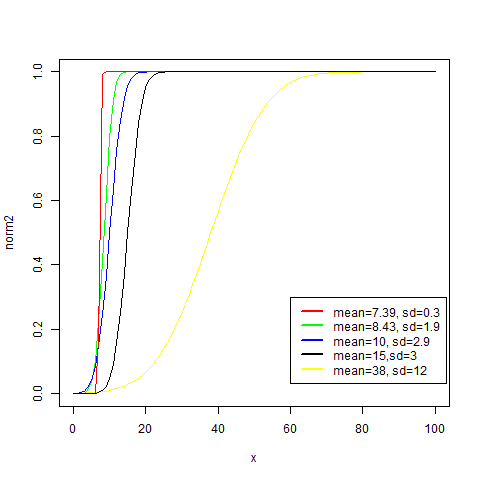 norm2
1.0
0.8
0.6
0.4
0.2
0.0
mean=7.39, sd=0.3
mean=8.43, sd=1.9
mean=10, sd=2.9
mean=15,sd=3
mean=38, sd=12
0 20 40 60 80 100
x